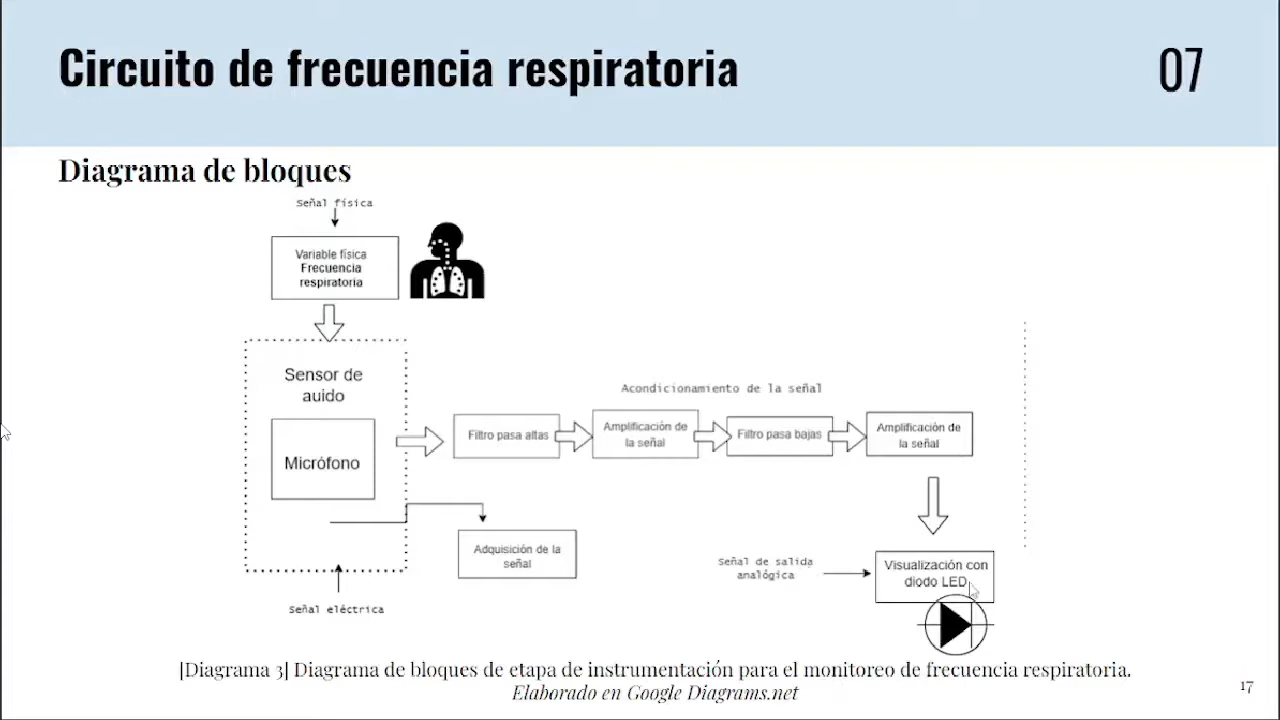 Circuito de frecuencia respiratoria
07
Diagrama de bloques
Señal física
Variable física
Frecuencia
respiratoria
Sensor de
auido
Micrófono
Acondicionamiento de la señal
Filtro pasa altas
Amplificación de
la señal
Filtro pasa bajas
Amplificación de
la señal
Adquisición de la
señal
Señal eléctrica
Señal de salida
analógica
Visualización con
diodo LED
[Diagrama 3] Diagrama de bloques de etapa de instrumentación para el monitoreo de frecuencia respiratoria.
Elaborado en Google Diagrams.net
17